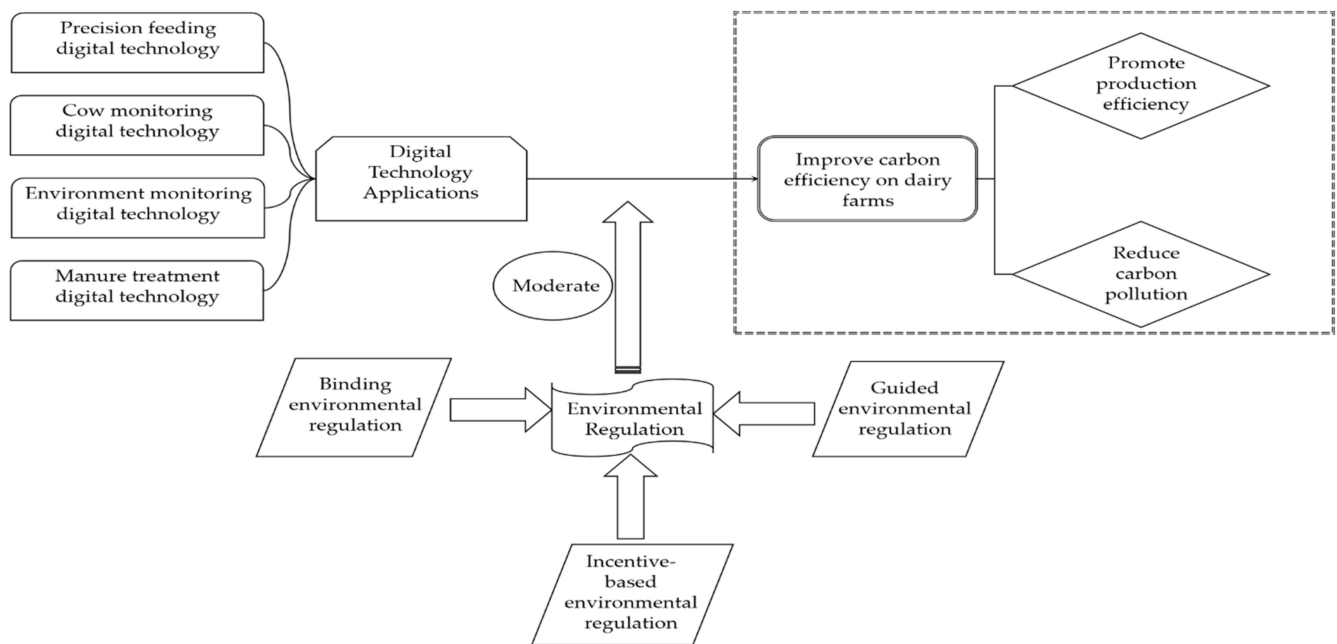 Precision feeding
digital technology
Cow monitoring
digital technology
Environment monitoring
digital technology
Manure treatment
digital technology
Digital
Technology
Applications
Moderate
Improve carbon
efficiency on dairy
farms
Promote
production
efficiency
Reduce
carbon
pollution
Binding
environmental
regulation
Environmental
Regulation
Guided
environmental
regulation
Incentive-
based
environmental
regulation